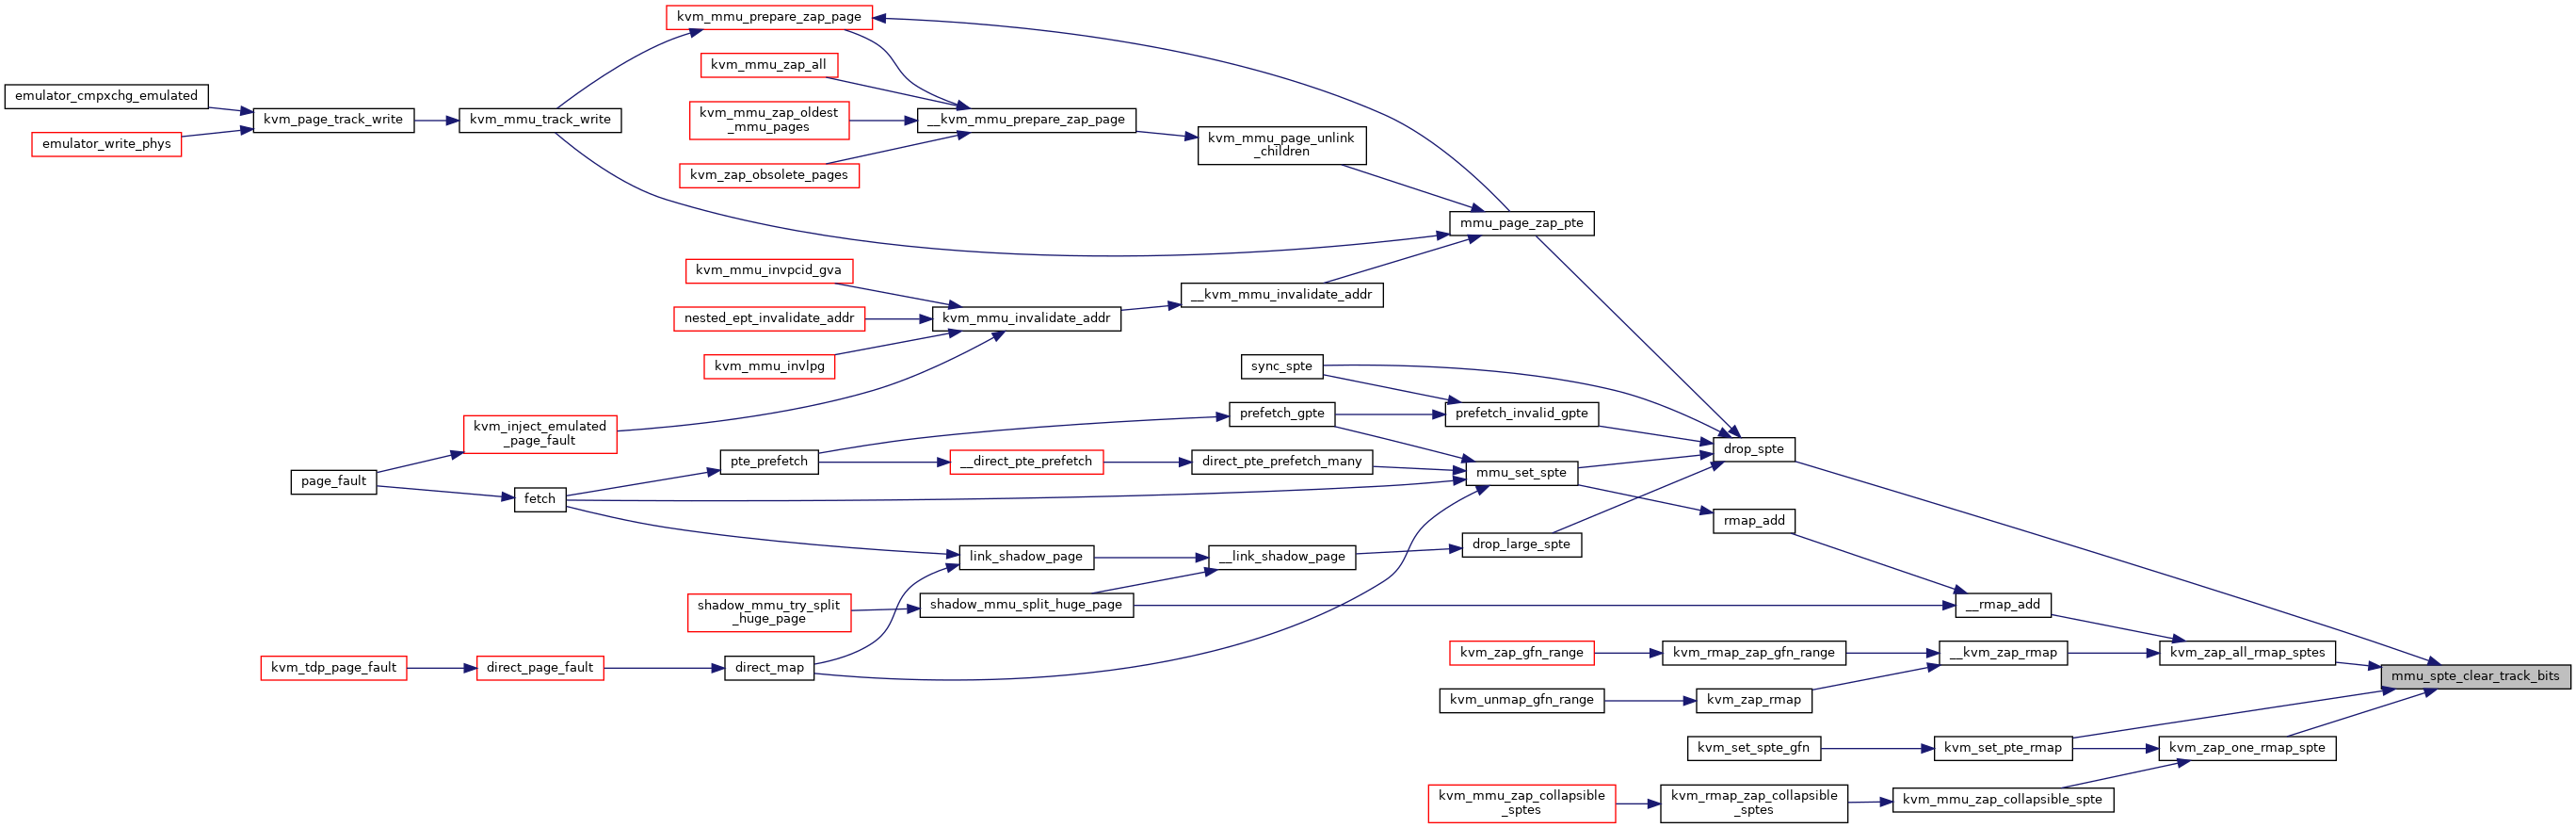 kvm_mmu_prepare_zap_page
kvm_mmu_zap_all
emulator_cmpxchg_emulated
kvm_page_track_write
kvm_mmu_track_write
kvm_mmu_zap_oldest
_mmu_pages
__kvm_mmu_prepare_zap_page
emulator_write_phys
kvm_mmu_page_unlink
_children
kvm_zap_obsolete_pages
mmu_page_zap_pte
kvm_mmu_invpcid_gva
__kvm_mmu_invalidate_addr
nested_ept_invalidate_addr
kvm_mmu_invalidate_addr
kvm_mmu_invlpg
sync_spte
kvm_inject_emulated
_page_fault
prefetch_gpte
prefetch_invalid_gpte
drop_spte
pte_prefetch
__direct_pte_prefetch
direct_pte_prefetch_many
mmu_set_spte
page_fault
fetch
rmap_add
link_shadow_page
__link_shadow_page
drop_large_spte
shadow_mmu_try_split
_huge_page
shadow_mmu_split_huge_page
__rmap_add
kvm_zap_gfn_range
kvm_rmap_zap_gfn_range
__kvm_zap_rmap
kvm_zap_all_rmap_sptes
kvm_tdp_page_fault
direct_page_fault
direct_map
mmu_spte_clear_track_bits
kvm_unmap_gfn_range
kvm_zap_rmap
kvm_set_spte_gfn
kvm_set_pte_rmap
kvm_zap_one_rmap_spte
kvm_mmu_zap_collapsible
_sptes
kvm_rmap_zap_collapsible
_sptes
kvm_mmu_zap_collapsible_spte